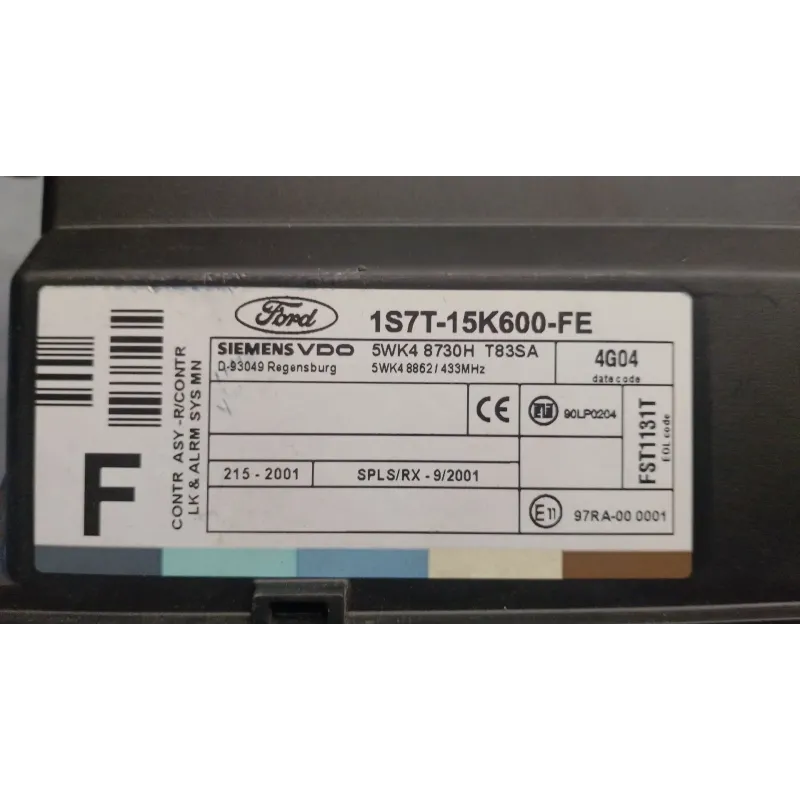 Ford
1S7T-15K600-FE
SIEMENS VDO
D-93049 Regensburg
5WK4 8730H T83SA
5WK4 8862 / 433MHz
4G04
date code
90LP0204
FST1131T
EOL code
215 - 2001
SPLS/RX - 9/2001
E11
97RA-00 0001
CE
F
CONTR ASY -R/CONTR
LK & ALRM SYS MN